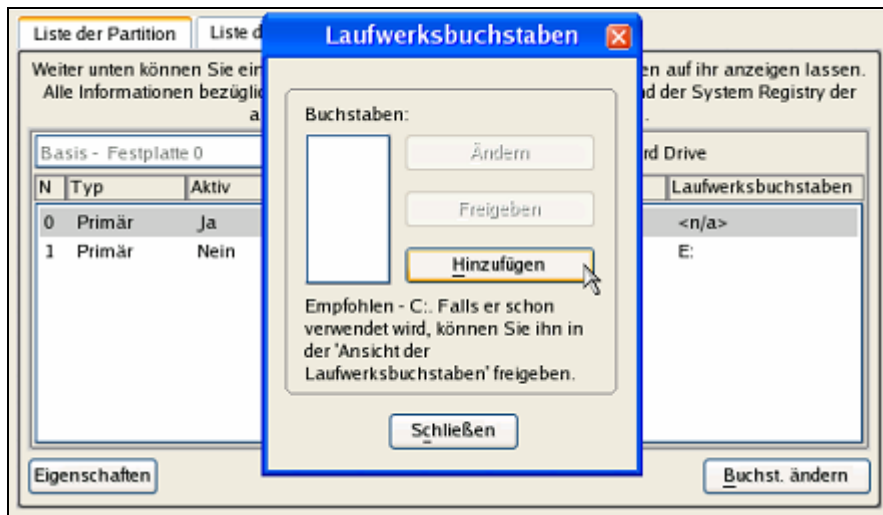 Liste der Partition
Liste d
Laufwerksbuchstaben
Weiter unten können Sie ein
en auf ihr anzeigen lassen.
Alle Informationen bezüglic
d der System Registry der
a
.
Buchstaben:
Ändern
Freigeben
Hinzufügen
Empfohlen - C:. Falls er schon
verwendet wird, können Sie ihn in
der 'Ansicht der
Laufwerksbuchstaben' freigeben.
Schließen
Basis - Festplatte 0
rd Drive
N Typ Aktiv Laufwerksbuchstaben
0 Primär Ja <n/a>
1 Primär Nein E:
Eigenschaften
Buchst. ändern